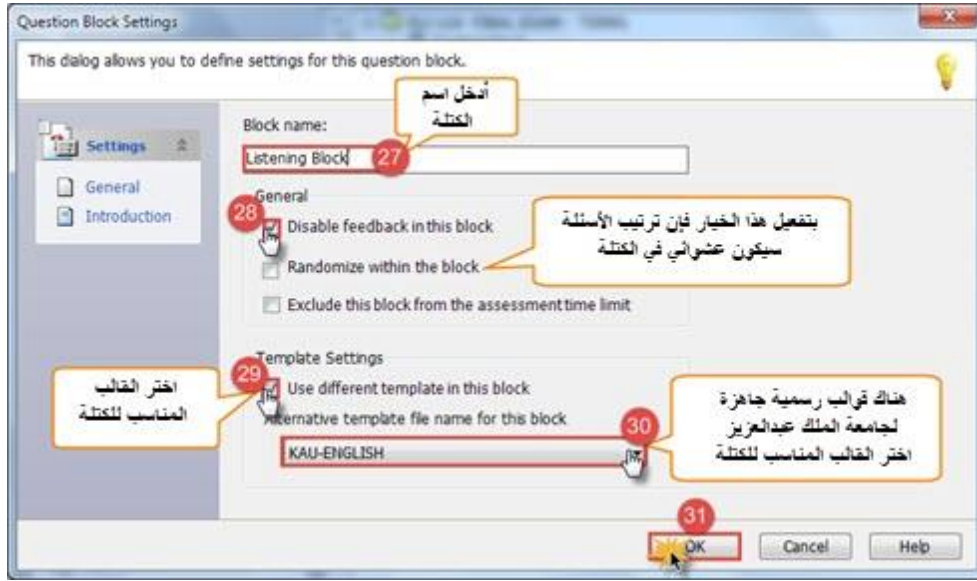 Question Block Settings
This dialog allows you to define settings for this question block.
أدخل اسم
الكتلة
Block name:
Listening Block
27
Settings
General
Introduction
General
28
Disable feedback in this block
بتفعيل هذا الخيار فإن ترتيب الأسئلة
سيكون عشوائي في الكتلة
Randomize within the block
Exclude this block from the assessment time limit
Template Settings
29
Use different template in this block
اختر القالب
المناسب للكتلة
Alternative template file name for this block
30
KAU-ENGLISH
هناك قوالب رسمية جاهزة
لجامعة الملك عبدالعزيز
اختر القالب المناسب للكتلة
31
OK
Cancel
Help